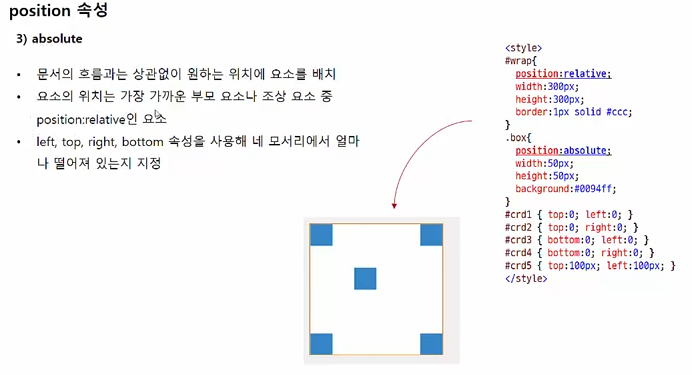 position 속성
3) absolute
• 문서의 흐름과는 상관없이 원하는 위치에 요소를 배치
• 요소의 위치는 가장 가까운 부모 요소나 조상 요소 중
position:relative인 요소
• left, top, right, bottom 속성을 사용해 네 모서리에서 얼마
나 떨어져 있는지 지정
<style>
#wrap{
position:relative;
width:300px;
height:300px;
border:1px solid #ccc;
}
.box{
position:absolute;
width:50px;
height:50px;
background:#0094ff;
}
#crd1 { top:0; left:0; }
#crd2 { top:0; right:0; }
#crd3 { bottom:0; left:0; }
#crd4 { bottom:0; right:0; }
#crd5 { top:100px; left:100px; }
</style>